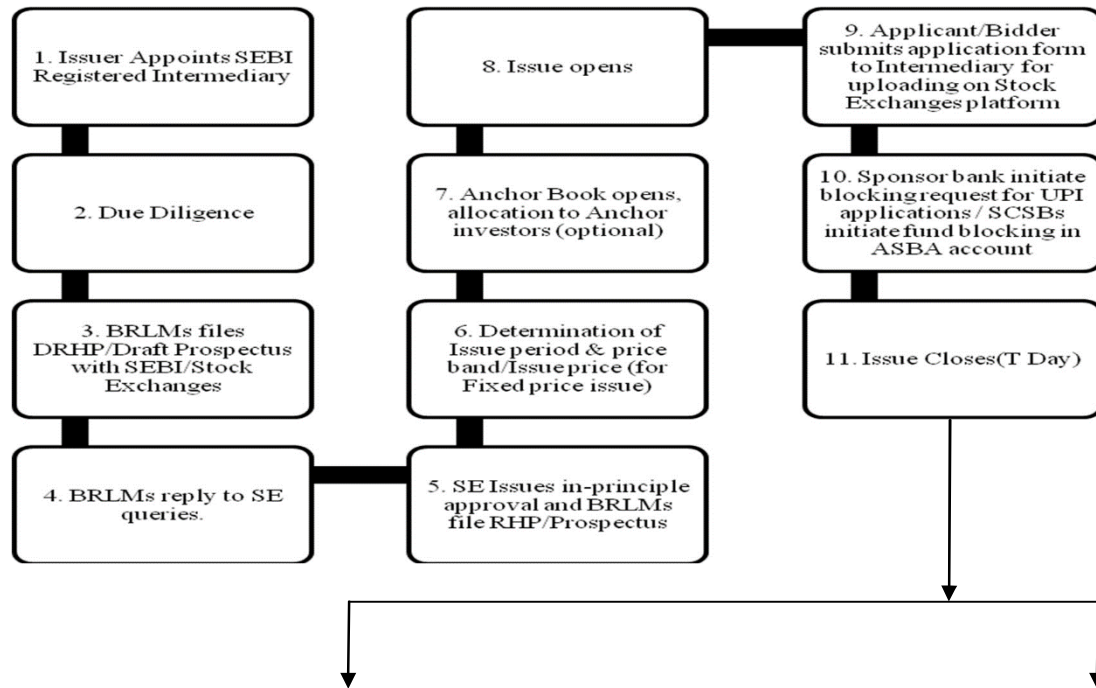 1. Issuer Appoints SEBI
Registered Intermediary
2. Due Diligence
3. BRLMs files
DRHP/Draft Prospectus
with SEBI/Stock
Exchanges
4. BRLMs reply to SE
queries.
5. SE Issues in-principle
approval and BRLMs
file RHP/Prospectus
6. Determination of
Issue period & price
band/Issue price (for
Fixed price issue)
7. Anchor Book opens,
allocation to Anchor
investors (optional)
8. Issue opens
9. Applicant/Bidder
submits application form
to Intermediary for
uploading on Stock
Exchanges platform
10. Sponsor bank initiate
blocking request for UPI
applications / SCSBs
initiate fund blocking in
ASBA account
11. Issue Closes(T Day)